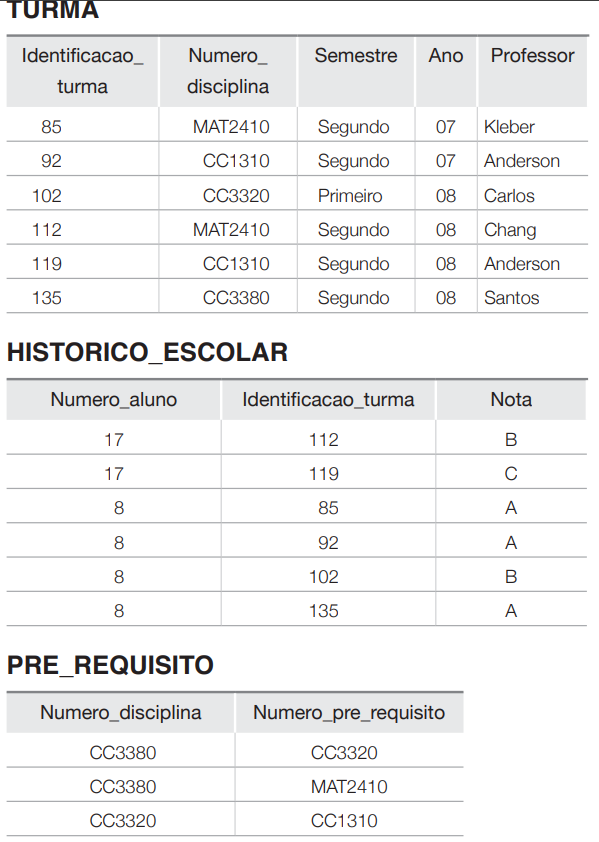 TURMA
Identificacao_ Numero_ Semestre Ano Professor
turma disciplina
85 MAT2410 Segundo 07 Kleber
92 CC1310 Segundo 07 Anderson
102 CC3320 Primeiro 08 Carlos
112 MAT2410 Segundo 08 Chang
119 CC1310 Segundo 08 Anderson
135 CC3380 Segundo 08 Santos
HISTORICO_ESCOLAR
Numero_aluno Identificacao_turma Nota
17 112 B
17 119 C
8 85 A
8 92 A
8 102 B
8 135 A
PRE_REQUISITO
Numero_disciplina Numero_pre_requisito
CC3380 CC3320
CC3380 MAT2410
CC3320 CC1310